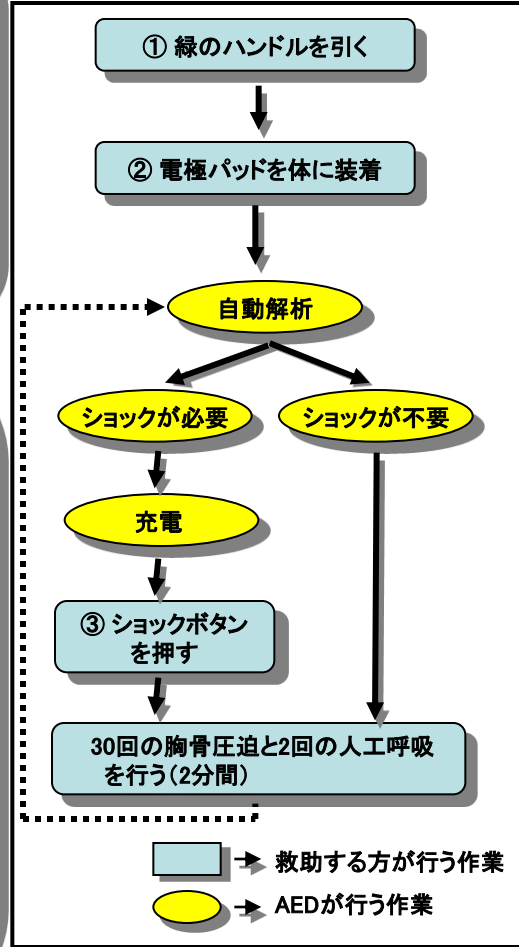 ① 緑のハンドルを引く
② 電極パッドを体に装着
自動解析
ショックが必要
ショックが不要
充電
③ ショックボタン
を押す
30回の胸骨圧迫と2回の人工呼吸
を行う(2分間)
救助する方が行う作業
AEDが行う作業